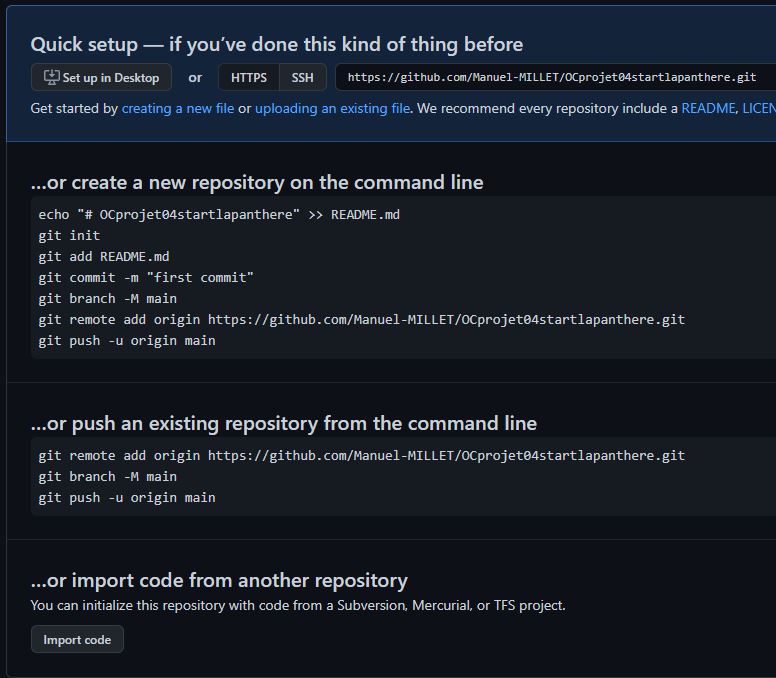 Quick setup — if you've done this kind of thing before
Set up in Desktop or HTTPS SSH https://github.com/Manuel-MILLET/OCprojet04startlapanthere.git
Get started by creating a new file or uploading an existing file. We recommend every repository include a README, LICEN
...or create a new repository on the command line
echo "# OCprojet04startlapanthere" >> README.md
git init
git add README.md
git commit -m "first commit"
git branch -M main
git remote add origin https://github.com/Manuel-MILLET/OCprojet04startlapanthere.git
git push -u origin main
...or push an existing repository from the command line
git remote add origin https://github.com/Manuel-MILLET/OCprojet04startlapanthere.git
git branch -M main
git push -u origin main
...or import code from another repository
You can initialize this repository with code from a Subversion, Mercurial, or TFS project.
Import code